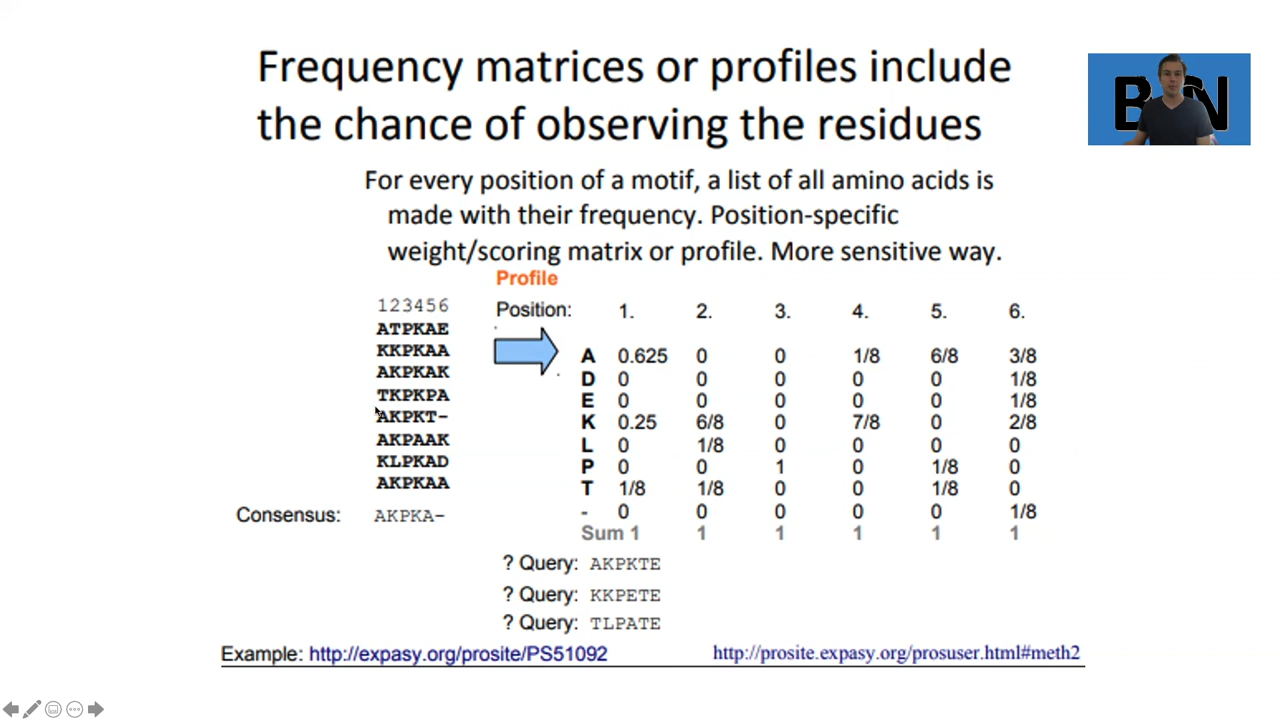 Frequency matrices or profiles include
the chance of observing the residues
For every position of a motif, a list of all amino acids is
made with their frequency. Position-specific
weight/scoring matrix or profile. More sensitive way.
Profile
123456
Position: 1. 2. 3. 4. 5. 6.
ATPKAE
KKPKAA
AKPKAK
TKPKPA
AKPKT-
AKPAAK
KLPKAD
AKPKAA
Consensus: AKPKA-
A 0.625 0 0 1/8 6/8 3/8
D 0 0 0 0 0 1/8
E 0 0 0 0 0 1/8
K 0.25 6/8 0 7/8 0 2/8
L 0 1/8 0 0 0 0
P 0 0 1 0 1/8 0
T 1/8 1/8 0 0 1/8 0
- 0 0 0 0 0 1/8
Sum 1 1 1 1 1 1
? Query: AKPKTE
? Query: KKPETE
? Query: TLPATE
Example: http://expasy.org/prosite/PS51092
http://prosite.expasy.org/prosuser.html#meth2